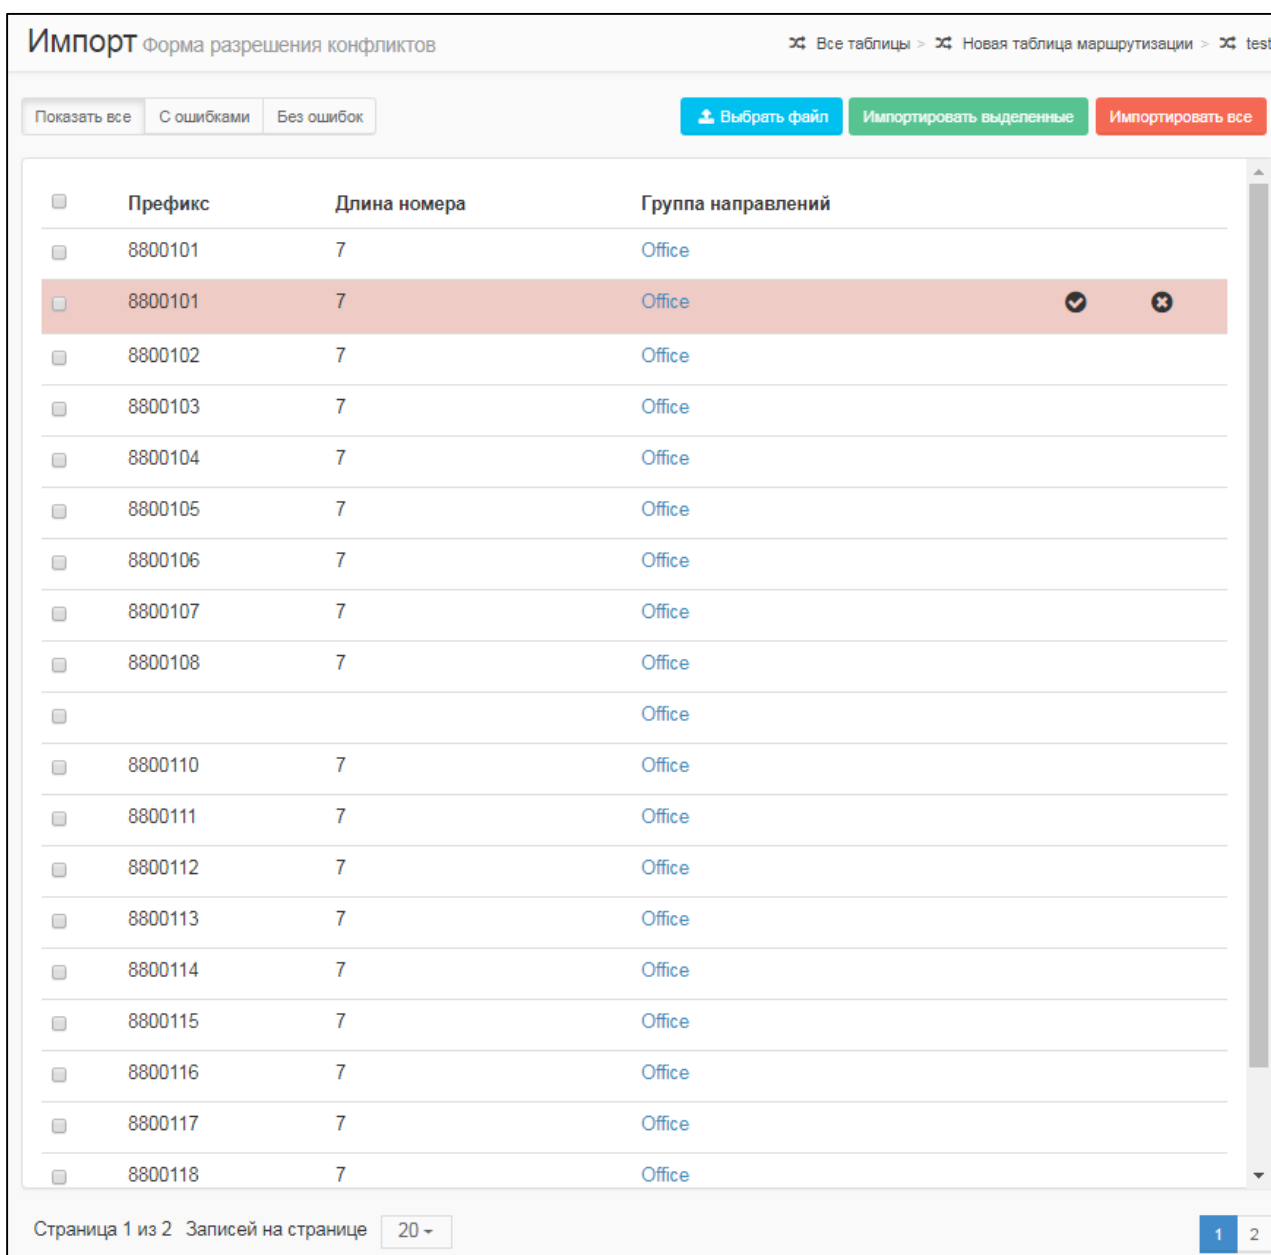 Импорт Форма разрешения конфликтов Все таблицы > Новая таблица маршрутизации > test
Показать все С ошибками Без ошибок Выбрать файл Импортировать выделенные Импортировать все
Префикс Длина номера Группа направлений
8800101 7 Office
8800101 7 Office
8800102 7 Office
8800103 7 Office
8800104 7 Office
8800105 7 Office
8800106 7 Office
8800107 7 Office
8800108 7 Office
Office
8800110 7 Office
8800111 7 Office
8800112 7 Office
8800113 7 Office
8800114 7 Office
8800115 7 Office
8800116 7 Office
8800117 7 Office
8800118 7 Office
Страница 1 из 2 Записей на странице 20 1 2